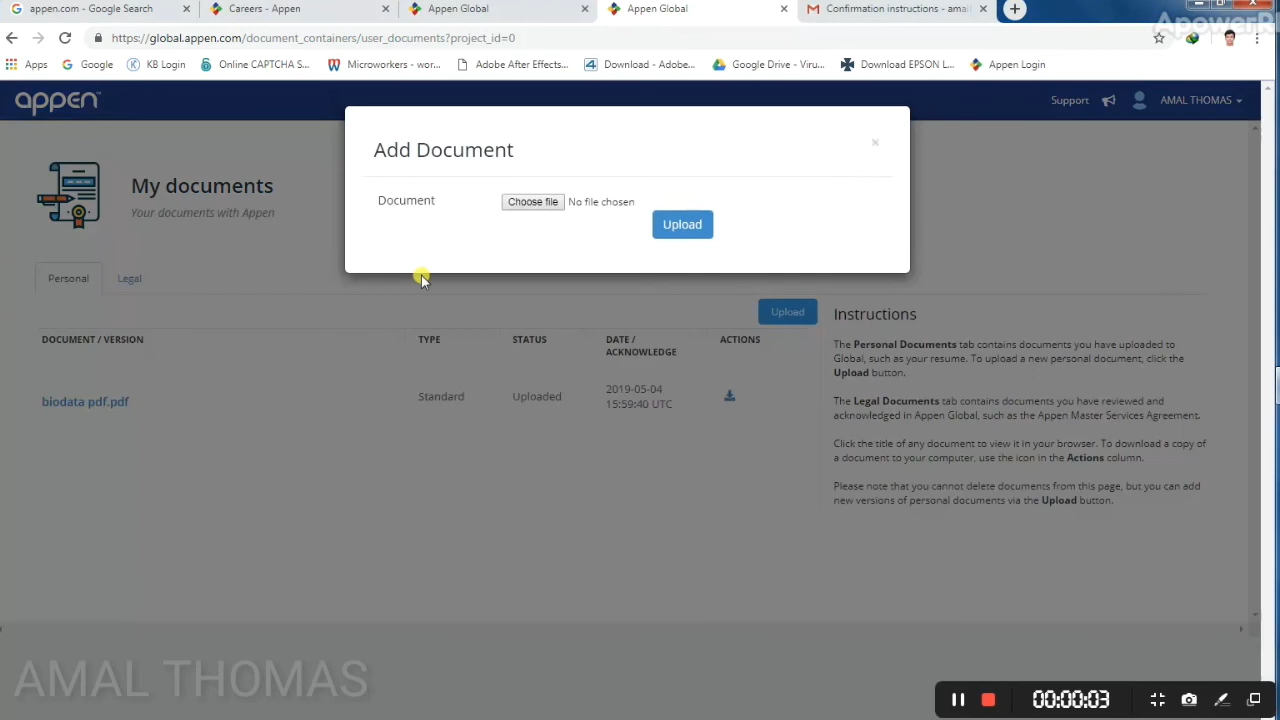 appen.com - Google Search
Careers - Appen
Appen Global
Appen Global
Confirmation instructions - amail
https://global.appen.com/document_containers/user_documents?project_id=0
Apps
Google
KB Login
Online CAPTCHA S...
Microworkers - wor...
Adobe After Effects...
Download - Adobe...
Google Drive - Viru...
Download EPSON L...
Appen Login
appen
Support
AMAL THOMAS
Add Document
×
Document
Choose file No file chosen
Upload
My documents
Your documents with Appen
Personal
Legal
Upload
DOCUMENT / VERSION
TYPE
STATUS
DATE /
ACKNOWLEDGE
ACTIONS
biodata pdf.pdf
Standard
Uploaded
2019-05-04
15:59:40 UTC
Instructions
The Personal Documents tab contains documents you have uploaded to
Global, such as your resume. To upload a new personal document, click the
Upload button.
The Legal Documents tab contains documents you have reviewed and
acknowledged in Appen Global, such as the Appen Master Services Agreement.
Click the title of any document to view it in your browser. To download a copy of
a document to your computer, use the icon in the Actions column.
Please note that you cannot delete documents from this page, but you can add
new versions of personal documents via the Upload button.
AMAL THOMAS
00:00:03